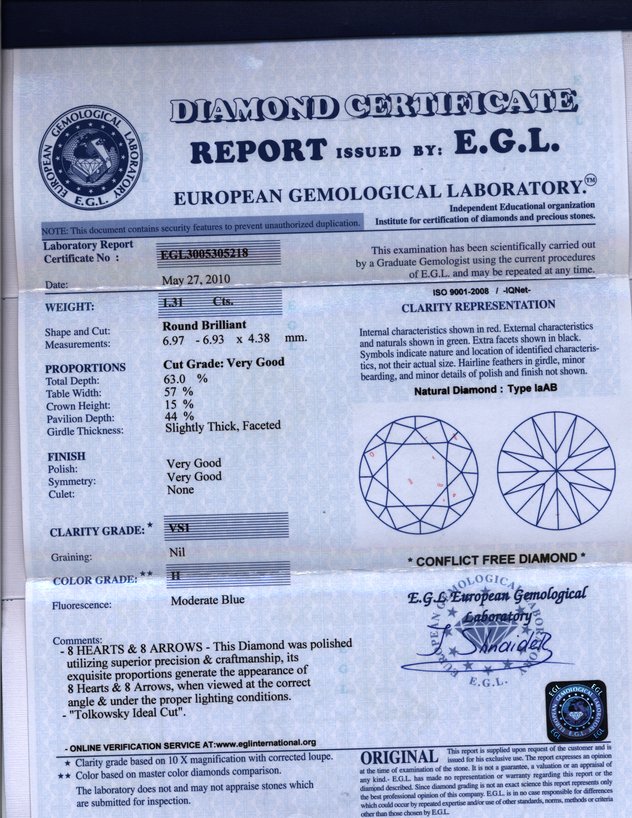 DIAMOND CERTIFICATE
REPORT ISSUED BY: E.G.L.
EUROPEAN GEMOLOGICAL LABORATORY.™
EUROPEAN GEMOLOGICAL LABORATORY
E.G.L.
Independent Educational organization
Institute for certification of diamonds and precious stones.
NOTE: This document contains security features to prevent unauthorized duplication.
Laboratory Report
Certificate No : EGL3005305218
Date: May 27, 2010
WEIGHT: 1.31 Cts.
Shape and Cut: Round Brilliant
Measurements: 6.97 - 6.93 x 4.38 mm.
PROPORTIONS Cut Grade: Very Good
Total Depth: 63.0 %
Table Width: 57 %
Crown Height: 15 %
Pavilion Depth: 44 %
Girdle Thickness: Slightly Thick, Faceted
FINISH
Polish: Very Good
Symmetry: Very Good
Culet: None
CLARITY GRADE: * VS1
Graining: Nil
COLOR GRADE: ** H
Fluorescence: Moderate Blue
Comments:
- 8 HEARTS & 8 ARROWS - This Diamond was polished
utilizing superior precision & craftmanship, its
exquisite proportions generate the appearance of
8 Hearts & 8 Arrows, when viewed at the correct
angle & under the proper lighting conditions.
- "Tolkowsky Ideal Cut".
- ONLINE VERIFICATION SERVICE AT:www.eglinternational.org
★ Clarity grade based on 10 X magnification with corrected loupe.
★★ Color based on master color diamonds comparison.
The laboratory does not and may not appraise stones which
are submitted for inspection.
This examination has been scientifically carried out
by a Graduate Gemologist using the current procedures
of E.G.L. and may be repeated at any time.
ISO 9001-2008 / -IQNet-
CLARITY REPRESENTATION
Internal characteristics shown in red. External characteristics
and naturals shown in green. Extra facets shown in black.
Symbols indicate nature and location of identified characteris-
tics, not their actual size. Hairline feathers in girdle, minor
bearding, and minor details of polish and finish not shown.
Natural Diamond : Type IaAB
* CONFLICT FREE DIAMOND *
E.G.L European Gemological
Laboratory
EUROPEAN GEMOLOGICAL LABORATORY
E.G.L.
EGL EGL
EGL EGL
ORIGINAL This report is supplied upon request of the customer and is
issued for his exclusive use. The report expresses an opinion
at the time of examination of the stone. It is not a guarantee, a valuation or an appraisal of
any kind.- E.G.L. has made no representation or warranty regarding this report or the
diamond described. Since diamond grading is not an exact science this report represents only
the best professional opinion of this company. E.G.L. is in no case responsible for differences
which could occur by repeated expertise and/or use of other standards, norms, methods or criteria
other than those chosen by E.G.L.